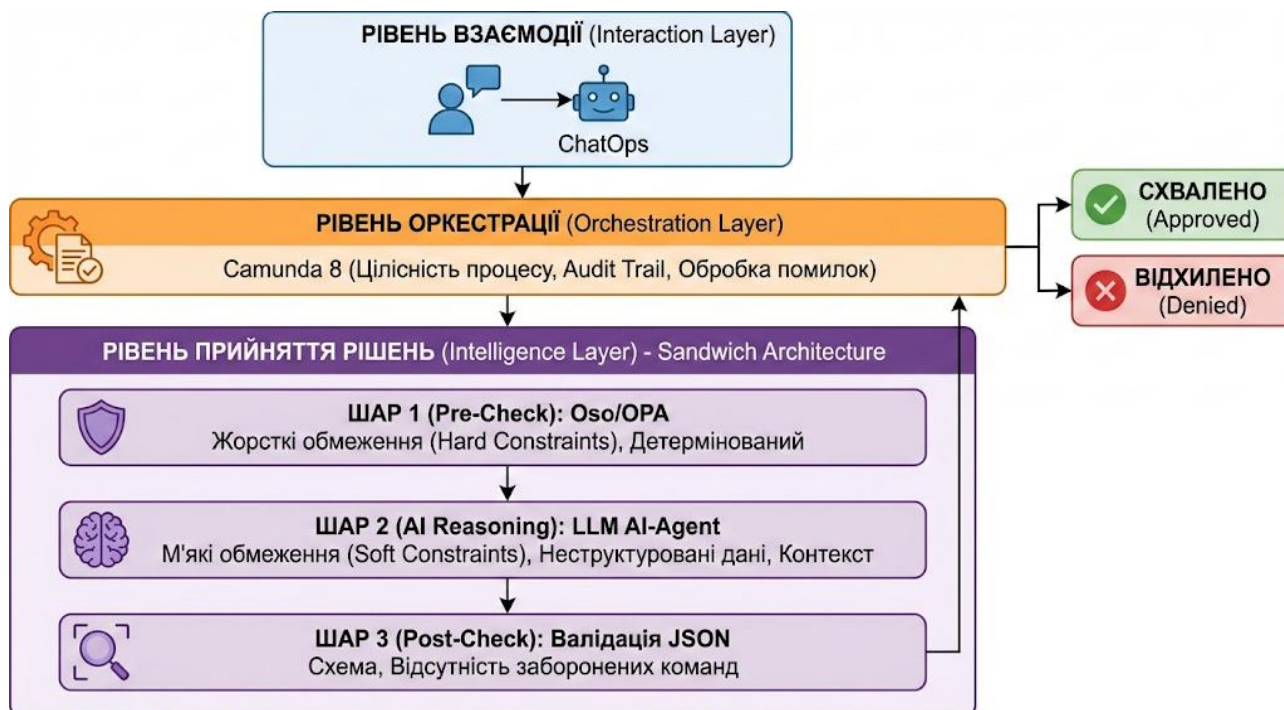 РІВЕНЬ ВЗАЄМОДІЇ (Interaction Layer)
ChatOps
РІВЕНЬ ОРКЕСТРАЦІЇ (Orchestration Layer)
Camunda 8 (Цілісність процесу, Audit Trail, Обробка помилок)
СХВАЛЕНО
(Approved)
ВІДХИЛЕНО
(Denied)
РІВЕНЬ ПРИЙНЯТТЯ РІШЕНЬ (Intelligence Layer) - Sandwich Architecture
ШАР 1 (Pre-Check): Oso/OPA
Жорсткі обмеження (Hard Constraints), Детермінований
ШАР 2 (AI Reasoning): LLM AI-Agent
М'які обмеження (Soft Constraints), Неструктуровані дані, Контекст
ШАР 3 (Post-Check): Валідація JSON
Схема, Відсутність заборонених команд